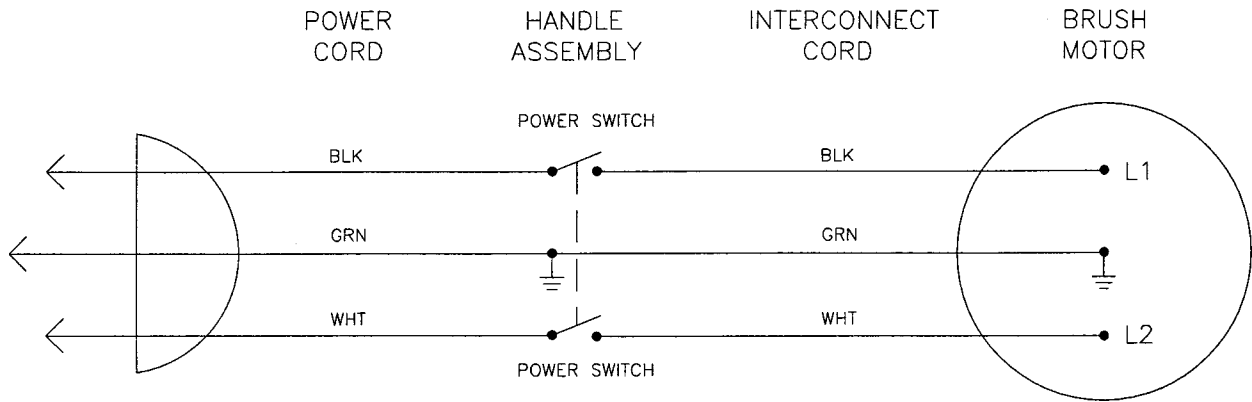 POWER
CORD
HANDLE
ASSEMBLY
INTERCONNECT
CORD
BRUSH
MOTOR
POWER SWITCH
BLK
BLK
L1
GRN
GRN
WHT
WHT
L2
POWER SWITCH